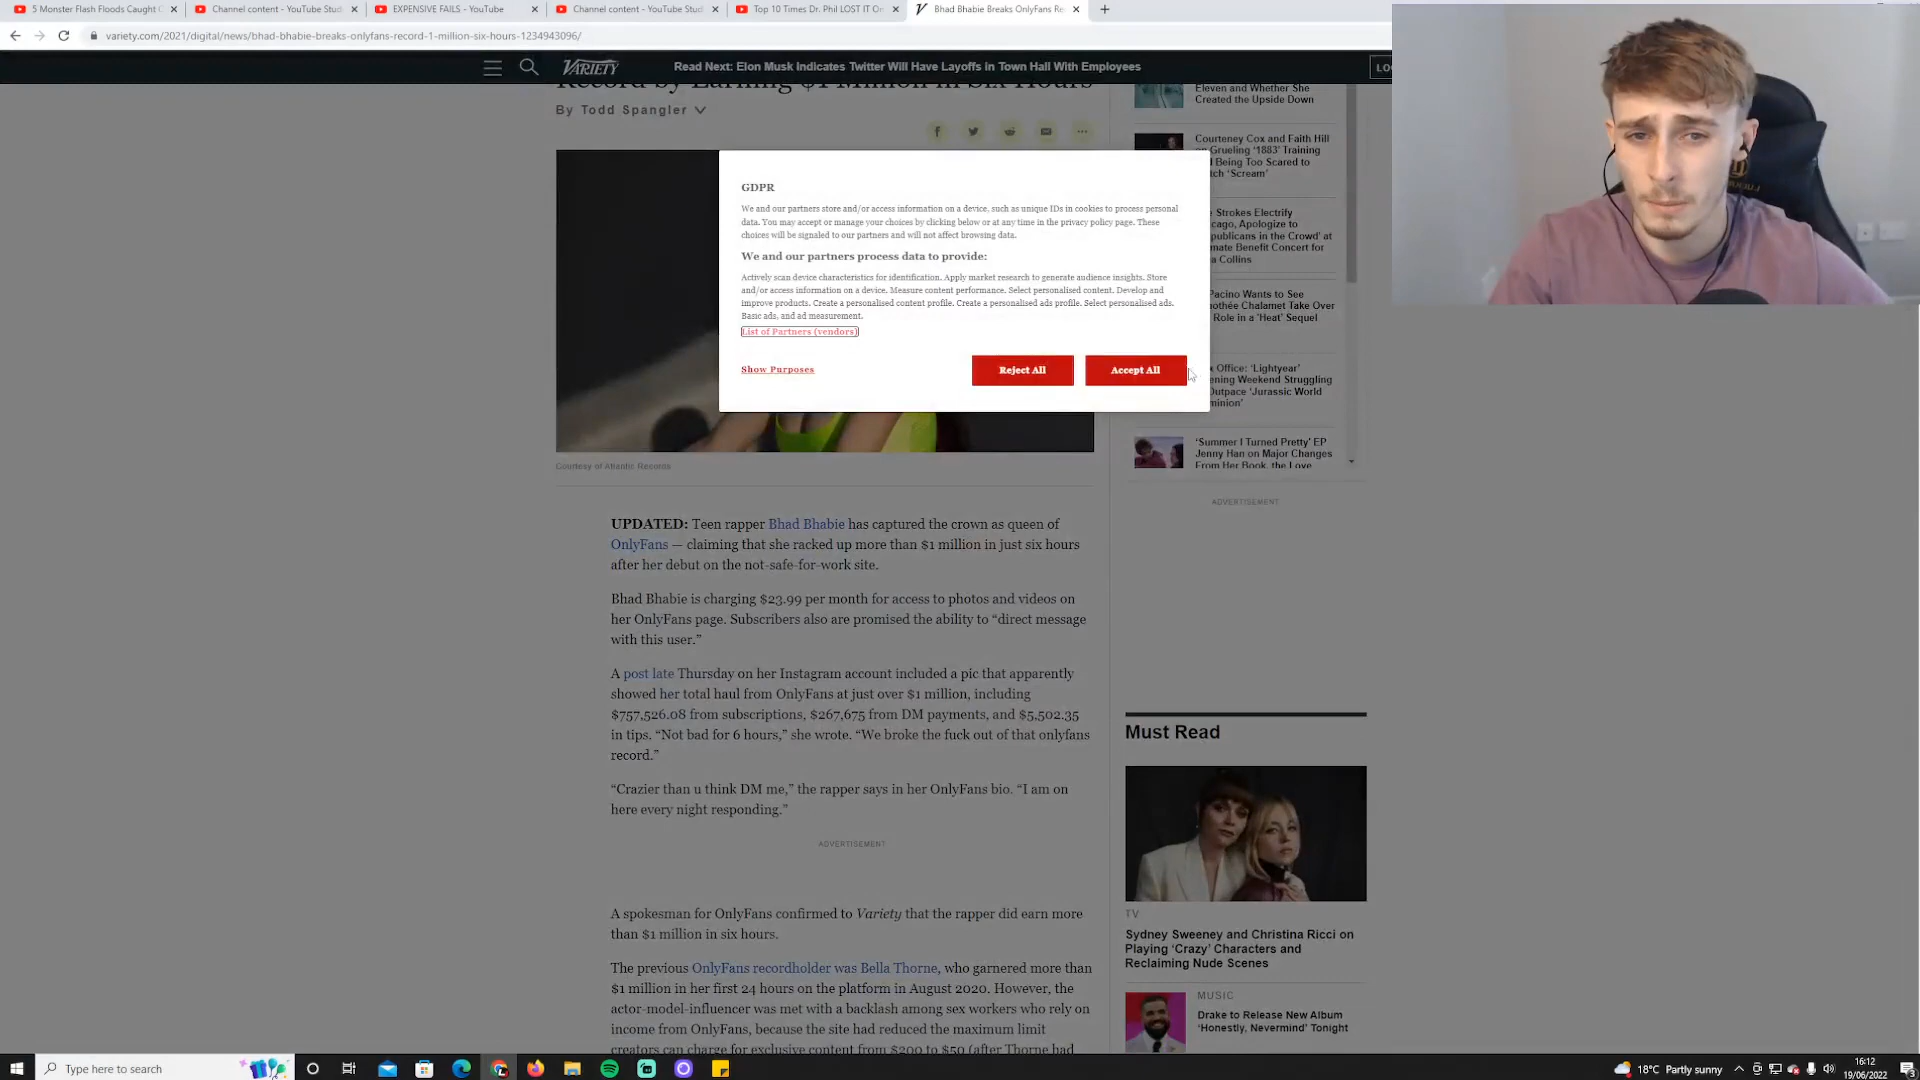 5 Monster Flash Floods Caught
Channel content - YouTube Stud
EXPENSIVE FAILS - YouTube
Channel content - YouTube Stud
Top 10 Times Dr. Phil LOST IT
Bhad Bhabie Breaks OnlyFans Re
variety.com/2021/digital/news/bhad-bhabie-breaks-onlyfans-record-1-million-six-hours-1234943096/
VARIETY
Read Next: Elon Musk Indicates Twitter Will Have Layoffs in Town Hall With Employees
LO
Record by Earning $1 Million in Six Hours
By Todd Spangler
GDPR
We and our partners store and/or access information on a device, such as unique IDs in cookies to process personal
data. You may accept or manage your choices by clicking below or at any time in the privacy policy page. These
choices will be signaled to our partners and will not affect browsing data.
We and our partners process data to provide:
Actively scan device characteristics for identification. Apply market research to generate audience insights. Store
and/or access information on a device. Measure content performance. Select personalised content. Develop and
improve products. Create a personalised content profile. Create a personalised ads profile. Select personalised ads.
Basic ads, and ad measurement.
List of Partners (vendors)
Show Purposes
Reject All
Accept All
Courtesy of Atlantic Records
UPDATED: Teen rapper Bhad Bhabie has captured the crown as queen of
OnlyFans — claiming that she racked up more than $1 million in just six hours
after her debut on the not-safe-for-work site.
Bhad Bhabie is charging $23.99 per month for access to photos and videos on
her OnlyFans page. Subscribers also are promised the ability to “direct message
with this user.”
A post late Thursday on her Instagram account included a pic that apparently
showed her total haul from OnlyFans at just over $1 million, including
$757,526.08 from subscriptions, $267,675 from DM payments, and $5,502.35
in tips. “Not bad for 6 hours,” she wrote. “We broke the fuck out of that onlyfans
record.”
“Crazier than u think DM me,” the rapper says in her OnlyFans bio. “I am on
here every night responding.”
ADVERTISEMENT
A spokesman for OnlyFans confirmed to Variety that the rapper did earn more
than $1 million in six hours.
The previous OnlyFans recordholder was Bella Thorne, who garnered more than
$1 million in her first 24 hours on the platform in August 2020. However, the
actor-model-influencer was met with a backlash among sex workers who rely on
income from OnlyFans, because the site had reduced the maximum limit
creators can charge for exclusive content from $200 to $50 (after Thorne had
Eleven and Whether She
Created the Upside Down
Courteney Cox and Faith Hill
on Grueling ‘1883’ Training
Being Too Scared to
‘Scream’
Strokes Electrify
Apologize to
in the Crowd’ at
Benefit Concert for
Collins
Pacino Wants to See
Chalamet Take Over
Role in a ‘Heat’ Sequel
Office: ‘Lightyear’
Weekend Struggling
Outpace ‘Jurassic World
‘Summer I Turned Pretty’ EP
Jenny Han on Major Changes
From Her Book, the Love
ADVERTISEMENT
Must Read
TV
Sydney Sweeney and Christina Ricci on
Playing ‘Crazy’ Characters and
Reclaiming Nude Scenes
MUSIC
Drake to Release New Album
‘Honestly, Nevermind’ Tonight
Type here to search
18°C Partly sunny
16:12
19/06/2022